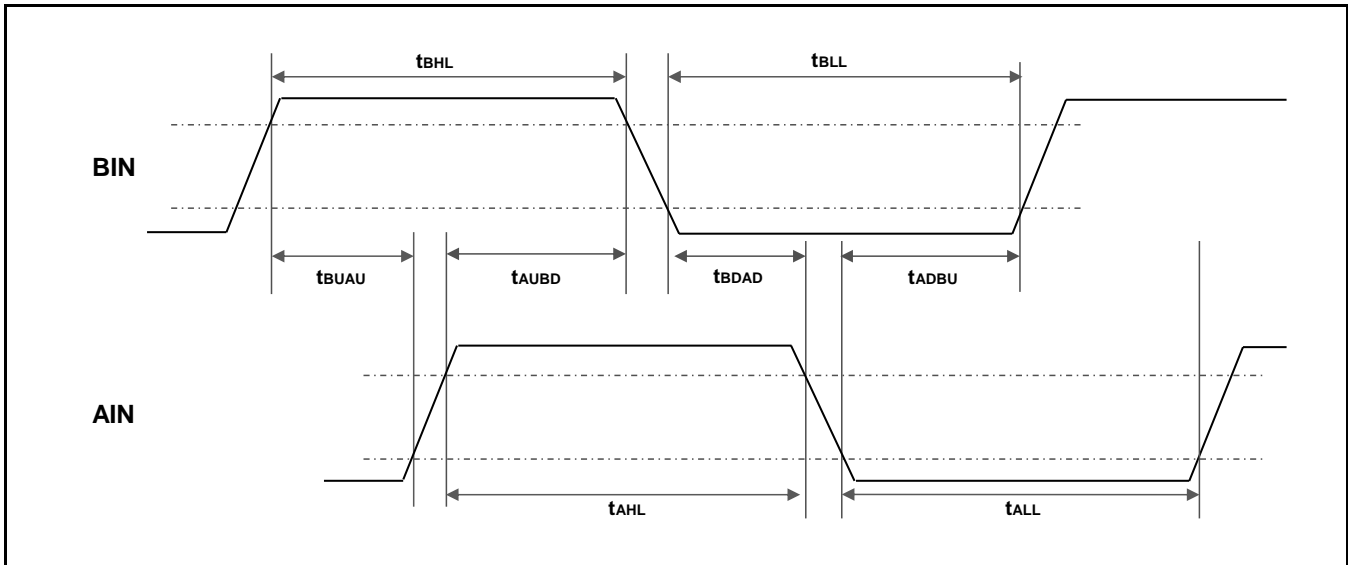 tBHL
tBLL
BIN
tBUAU
tAUBD
tBDAD
tADBU
AIN
tAHL
tALL